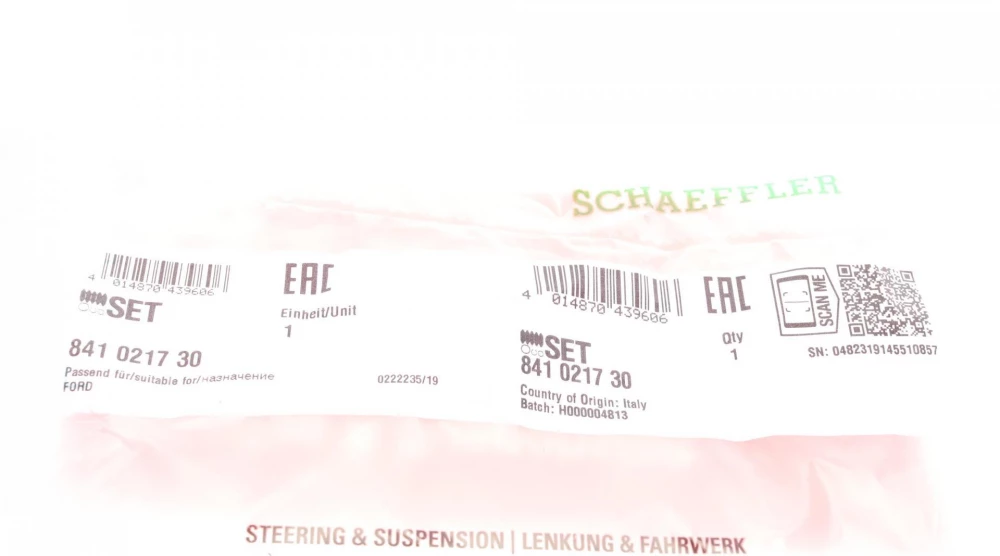 SCHAEFFLER
4 014870 439606
EAC
SET
Einheit/Unit
1
841 0217 30
Passend für/suitable for/назначение
FORD
0222235/19
4 014870 439606
EAC
SCAN ME
SET
Qty
1
841 0217 30
SN: 0482319145510857
Country of Origin: Italy
Batch: H000004813
STEERING & SUSPENSION | LENKUNG & FAHRWERK